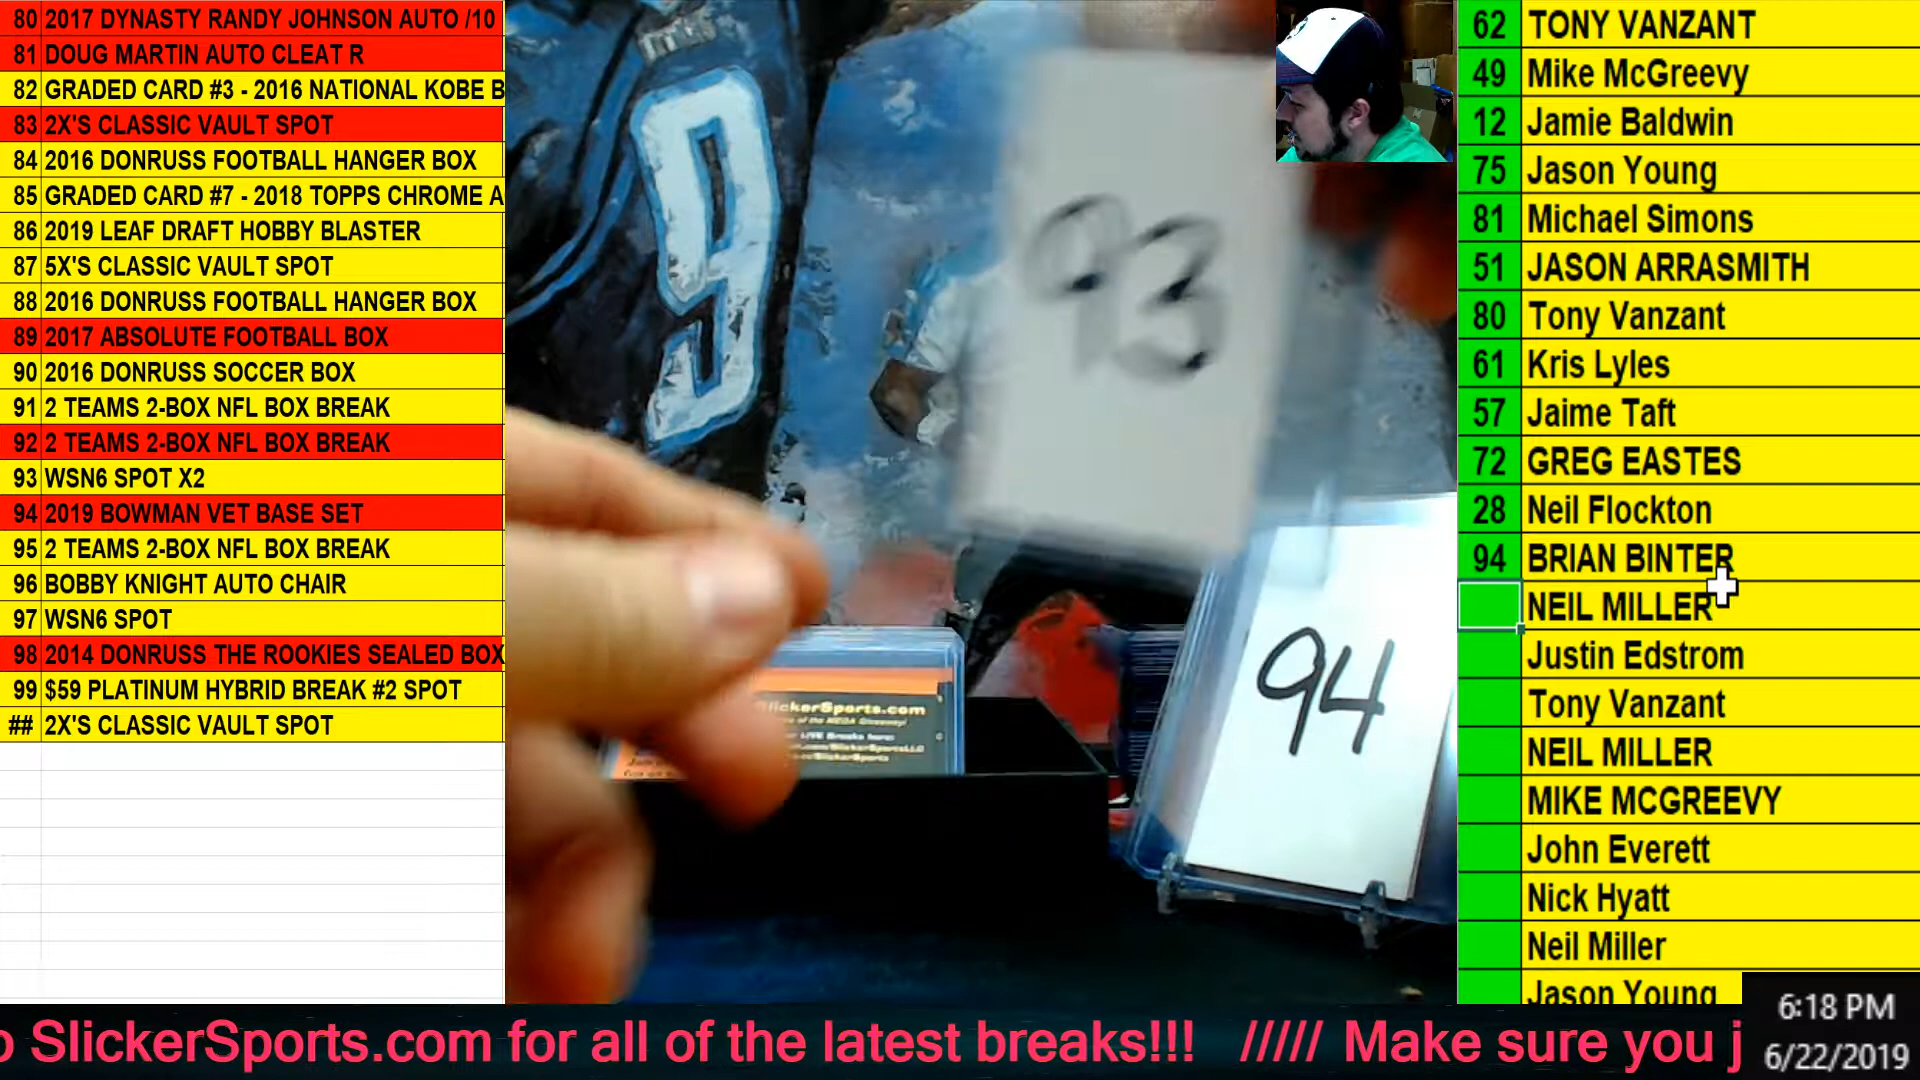 80 2017 DYNASTY RANDY JOHNSON AUTO /10
81 DOUG MARTIN AUTO CLEAT R
82 GRADED CARD #3 - 2016 NATIONAL KOBE B
83 2X'S CLASSIC VAULT SPOT
84 2016 DONRUSS FOOTBALL HANGER BOX
85 GRADED CARD #7 - 2018 TOPPS CHROME A
86 2019 LEAF DRAFT HOBBY BLASTER
87 5X'S CLASSIC VAULT SPOT
88 2016 DONRUSS FOOTBALL HANGER BOX
89 2017 ABSOLUTE FOOTBALL BOX
90 2016 DONRUSS SOCCER BOX
91 2 TEAMS 2-BOX NFL BOX BREAK
92 2 TEAMS 2-BOX NFL BOX BREAK
93 WSN6 SPOT X2
94 2019 BOWMAN VET BASE SET
95 2 TEAMS 2-BOX NFL BOX BREAK
96 BOBBY KNIGHT AUTO CHAIR
97 WSN6 SPOT
98 2014 DONRUSS THE ROOKIES SEALED BOX
99 $59 PLATINUM HYBRID BREAK #2 SPOT
## 2X'S CLASSIC VAULT SPOT
9
93
94
SlickerSports.com
LIVE Breaks here:
62 TONY VANZANT
49 Mike McGreevy
12 Jamie Baldwin
75 Jason Young
81 Michael Simons
51 JASON ARRASMITH
80 Tony Vanzant
61 Kris Lyles
57 Jaime Taft
72 GREG EASTES
28 Neil Flockton
94 BRIAN BINTER
NEIL MILLER
Justin Edstrom
Tony Vanzant
NEIL MILLER
MIKE MCGREEVY
John Everett
Nick Hyatt
Neil Miller
Jason Young
o SlickerSports.com for all of the latest breaks!!! ///// Make sure you j
6:18 PM
6/22/2019